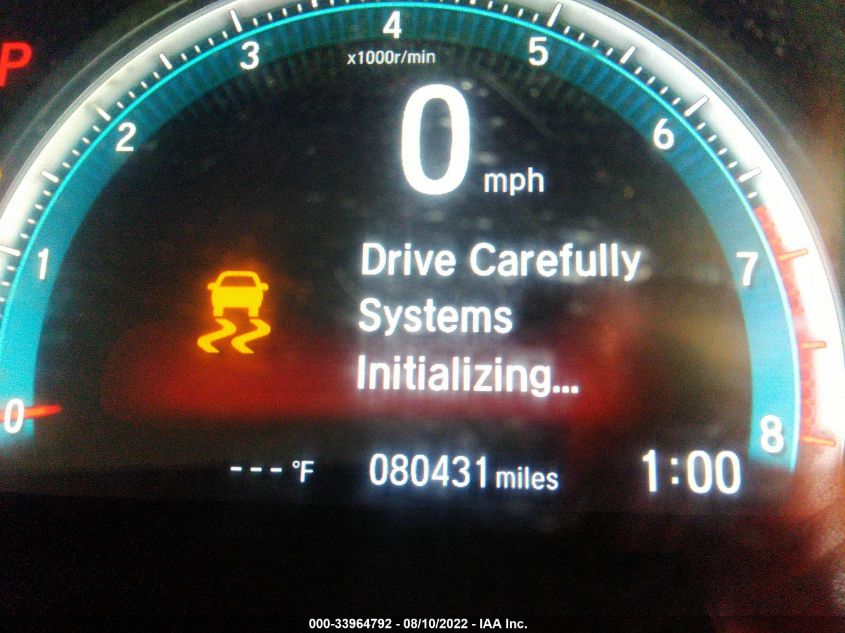 P
4
3
5
x1000r/min
2
0
6
mph
1
Drive Carefully
7
Systems
Initializing...
0
8
---°F
080431 miles
1:00
000-33964792 - 08/10/2022 - IAA Inc.